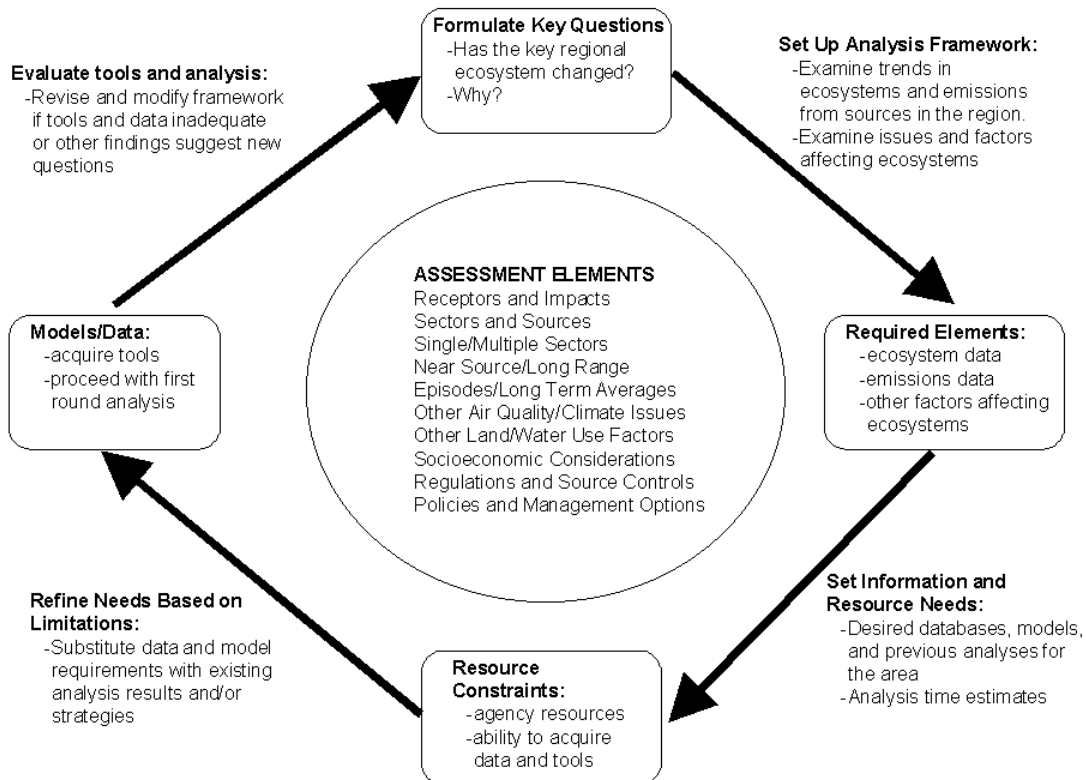 Formulate Key Questions
-Has the key regional
ecosystem changed?
-Why?
Set Up Analysis Framework:
-Examine trends in
ecosystems and emissions
from sources in the region.
-Examine issues and factors
affecting ecosystems
Required Elements:
-ecosystem data
-emissions data
-other factors affecting
ecosystems
Set Information and
Resource Needs:
-Desired databases, models,
and previous analyses for
the area
-Analysis time estimates
Resource
Constraints:
-agency resources
-ability to acquire
data and tools
Refine Needs Based on
Limitations:
-Substitute data and model
requirements with existing
analysis results and/or
strategies
Models/Data:
-acquire tools
-proceed with first
round analysis
Evaluate tools and analysis:
-Revise and modify framework
if tools and data inadequate
or other findings suggest new
questions
ASSESSMENT ELEMENTS
Receptors and Impacts
Sectors and Sources
Single/Multiple Sectors
Near Source/Long Range
Episodes/Long Term Averages
Other Air Quality/Climate Issues
Other Land/Water Use Factors
Socioeconomic Considerations
Regulations and Source Controls
Policies and Management Options